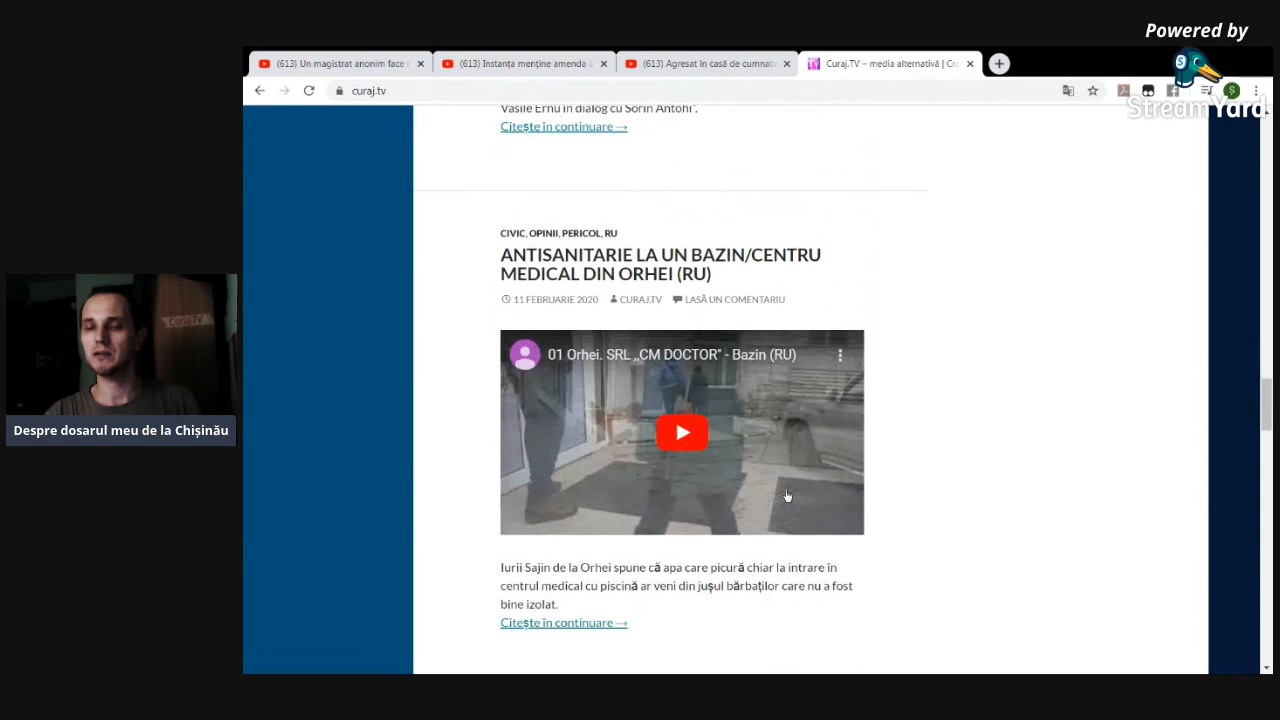 Powered by
StreamYard
(613) Un magistrat anonim face
(613) Instanța menține amenda
(613) Agresat în casă de cumnat
Curaj.TV – media alternativă | Cro
curaj.tv
Vasile Ernu în dialog cu Sorin Antohi".
Citește în continuare →
CIVIC, OPINII, PERICOL, RU
ANTISANITARIE LA UN BAZIN/CENTRU
MEDICAL DIN ORHEI (RU)
11 FEBRUARIE 2020 CURAJ.TV LASĂ UN COMENTARIU
01 Orhei. SRL ,,CM DOCTOR" - Bazin (RU)
Curaj.TV
Despre dosarul meu de la Chișinău
Iurii Sajin de la Orhei spune că apa care picură chiar la intrare în
centrul medical cu piscină ar veni din jușul bărbaților care nu a fost
bine izolat.
Citește în continuare →